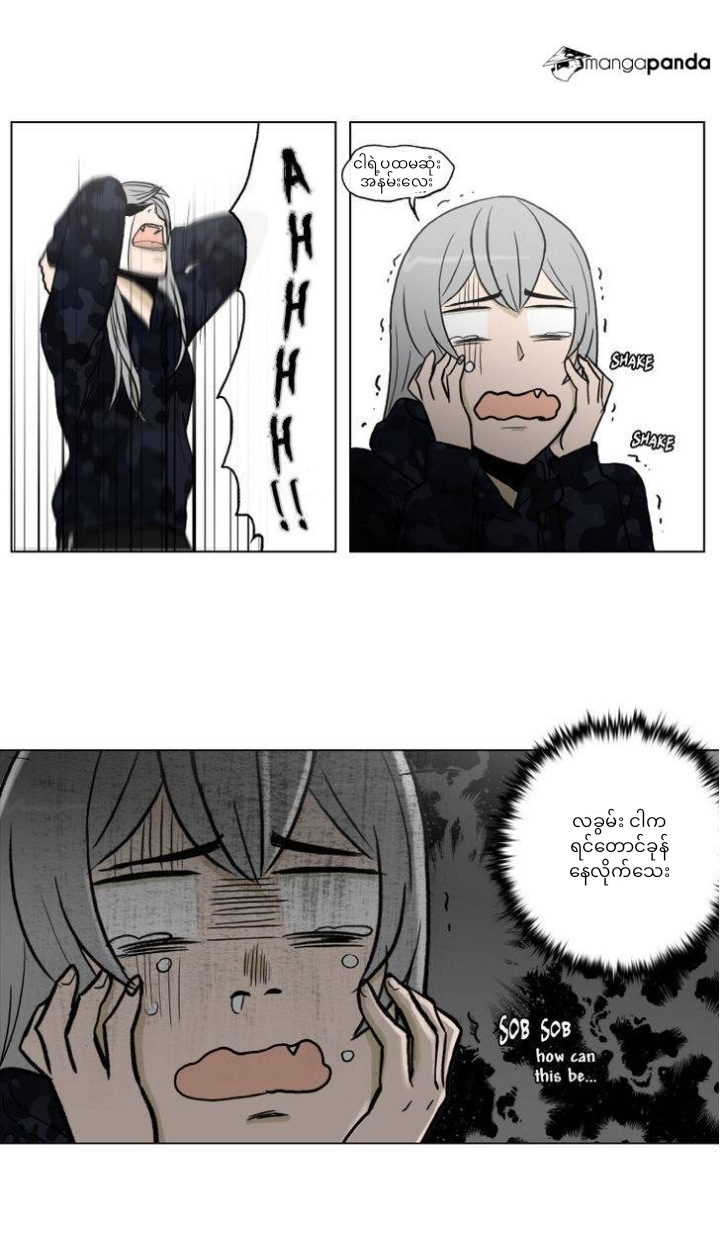 mangapanda
AHHHHH!!
ငါရဲ့ပထမဆုံး
အနမ်းလေး
SHAKE
SHAKE
လခွမ်း ငါက
ရင်တောင်ခုန်
နေလိုက်သေး
SOB SOB
how can
this be...